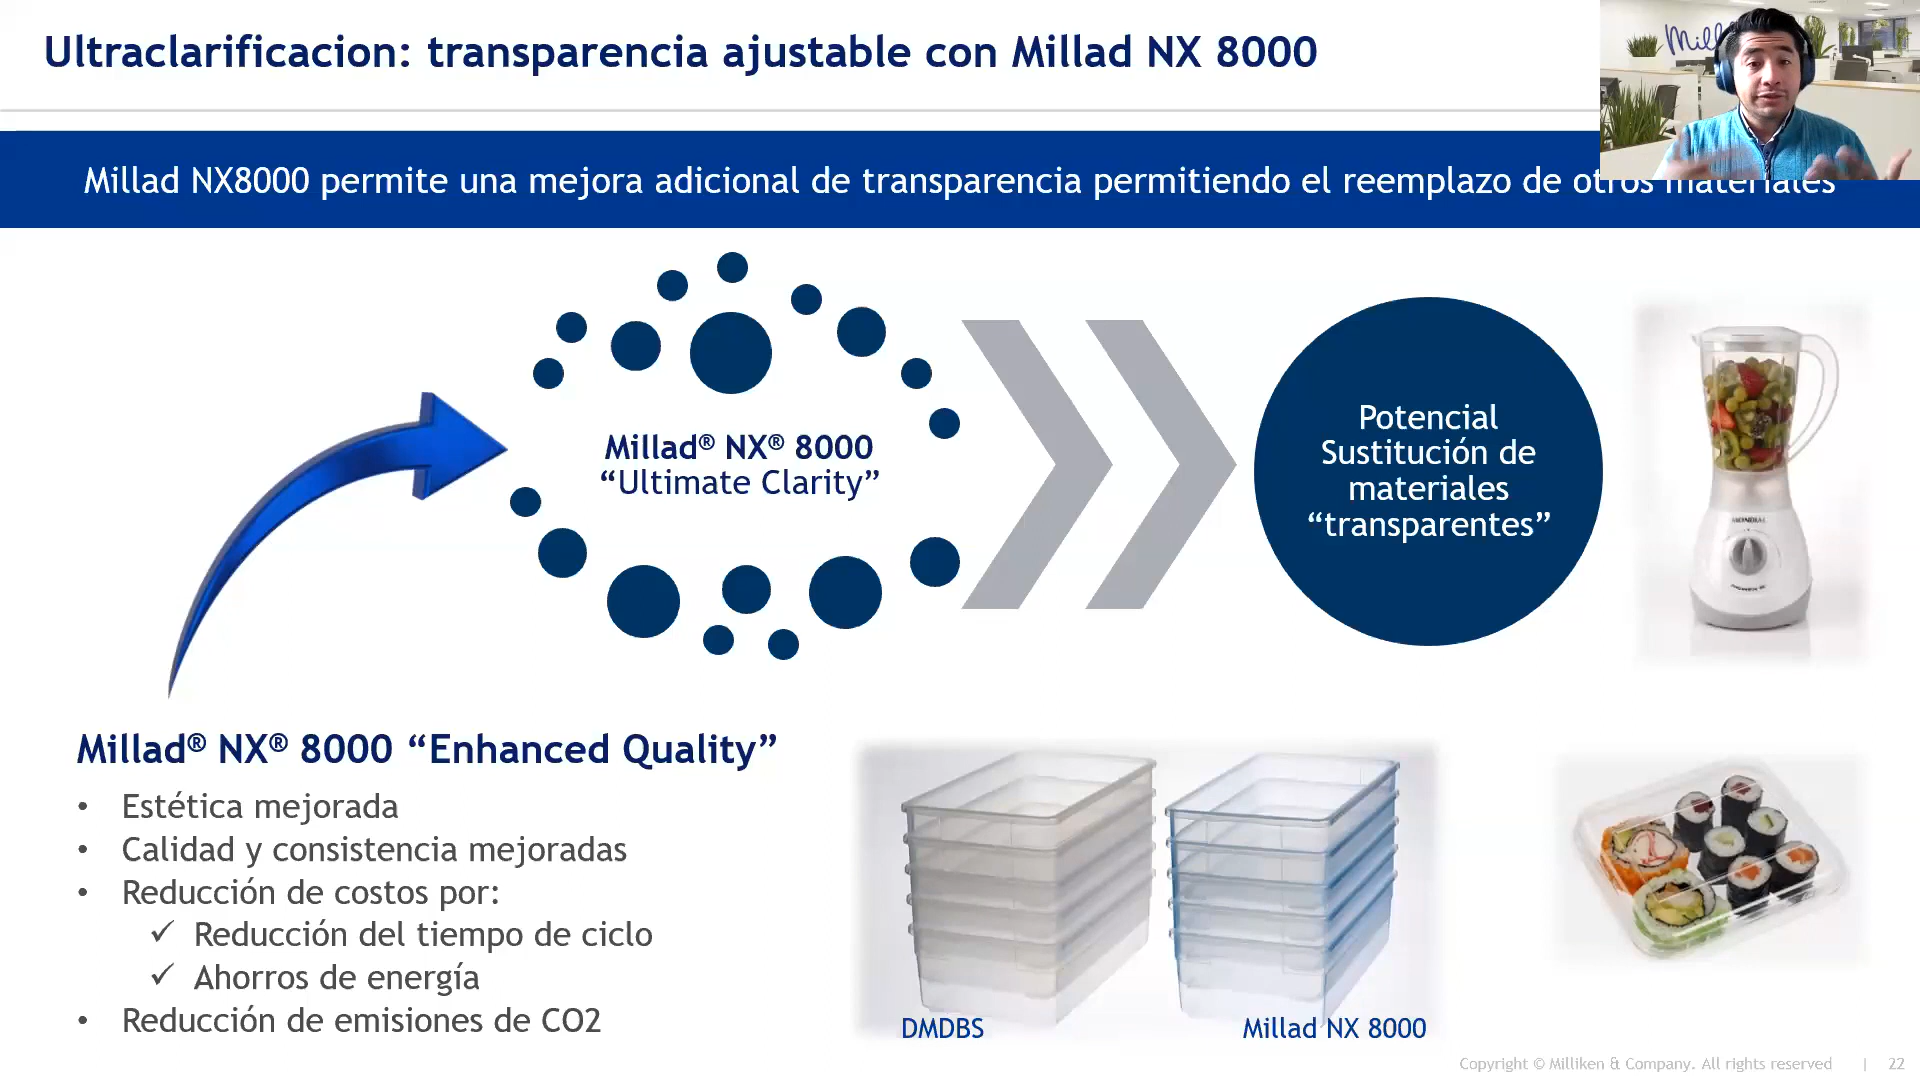 Ultraclarificacion: transparencia ajustable con Millad NX 8000
Mill
Millad NX8000 permite una mejora adicional de transparencia permitiendo el reemplazo de otros materiales
Millad® NX® 8000
“Ultimate Clarity”
Potencial
Sustitución de
materiales
“transparentes”
MONDIAL
Millad® NX® 8000 “Enhanced Quality”
• Estética mejorada
• Calidad y consistencia mejoradas
• Reducción de costos por:
✓ Reducción del tiempo de ciclo
✓ Ahorros de energía
• Reducción de emisiones de CO2
DMDBS
Millad NX 8000
Copyright © Milliken & Company. All rights reserved | 22